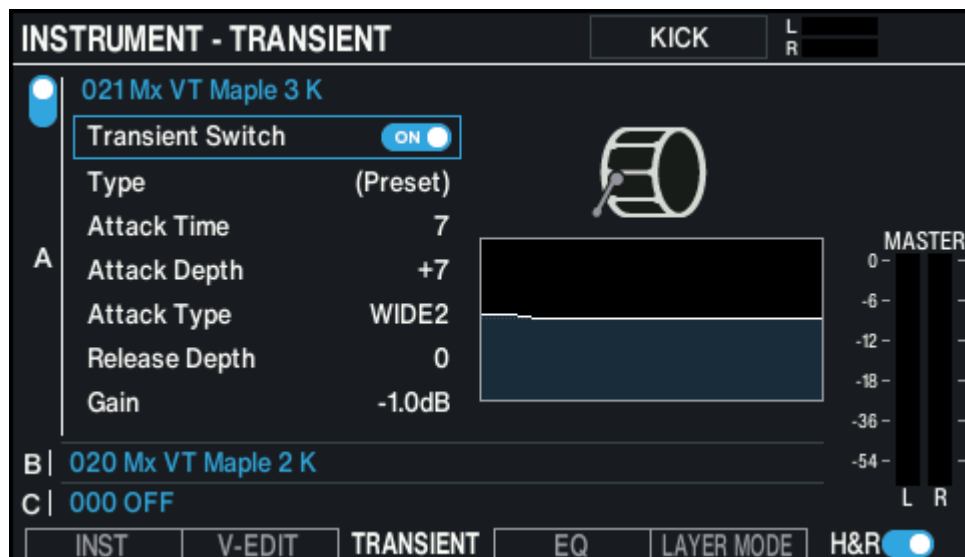 INSTRUMENT - TRANSIENT KICK L
R
021 Mx VT Maple 3 K
Transient Switch ON
Type (Preset)
Attack Time 7
MASTER
A Attack Depth +7 0
-6
Attack Type WIDE2
-12
Release Depth 0
-18
Gain -1.0dB
-36
B 020 Mx VT Maple 2 K -54
C 000 OFF L R
INST V-EDIT TRANSIENT EQ LAYER MODE H&R